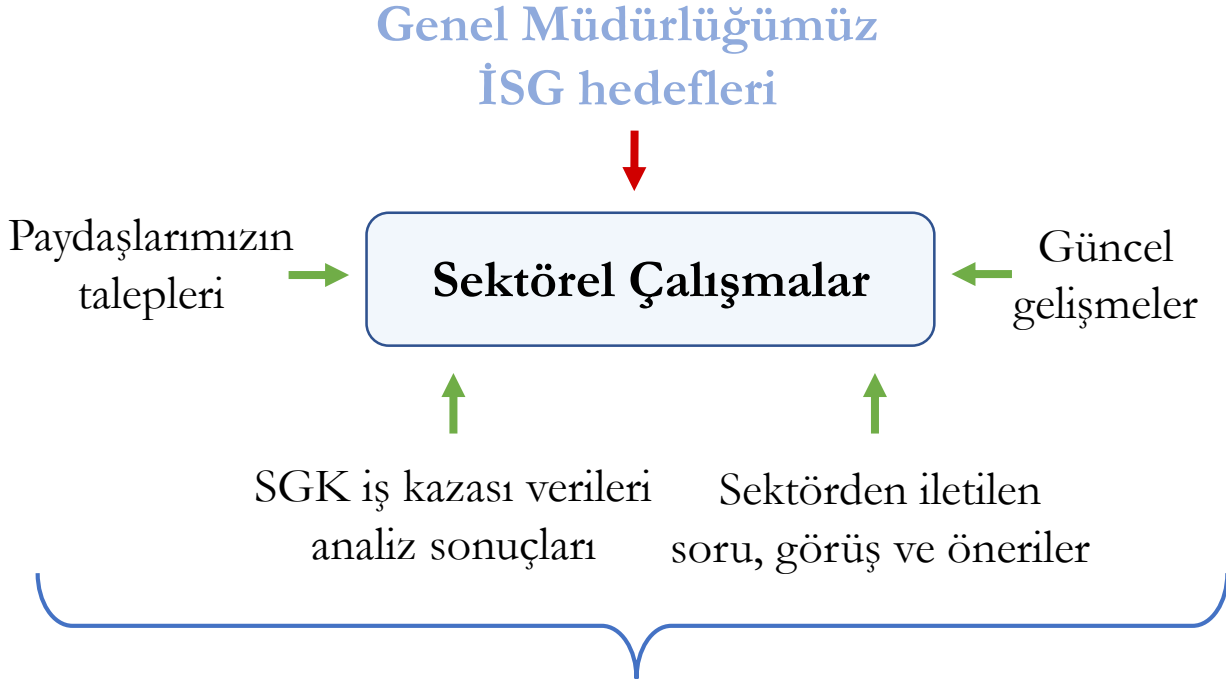 Genel Müdürlüğümüz
İSG hedefleri
Paydaşlarımızın
talepleri
Sektörel Çalışmalar
Güncel
gelişmeler
SGK iş kazası verileri
analiz sonuçları
Sektörden iletilen
soru, görüş ve öneriler